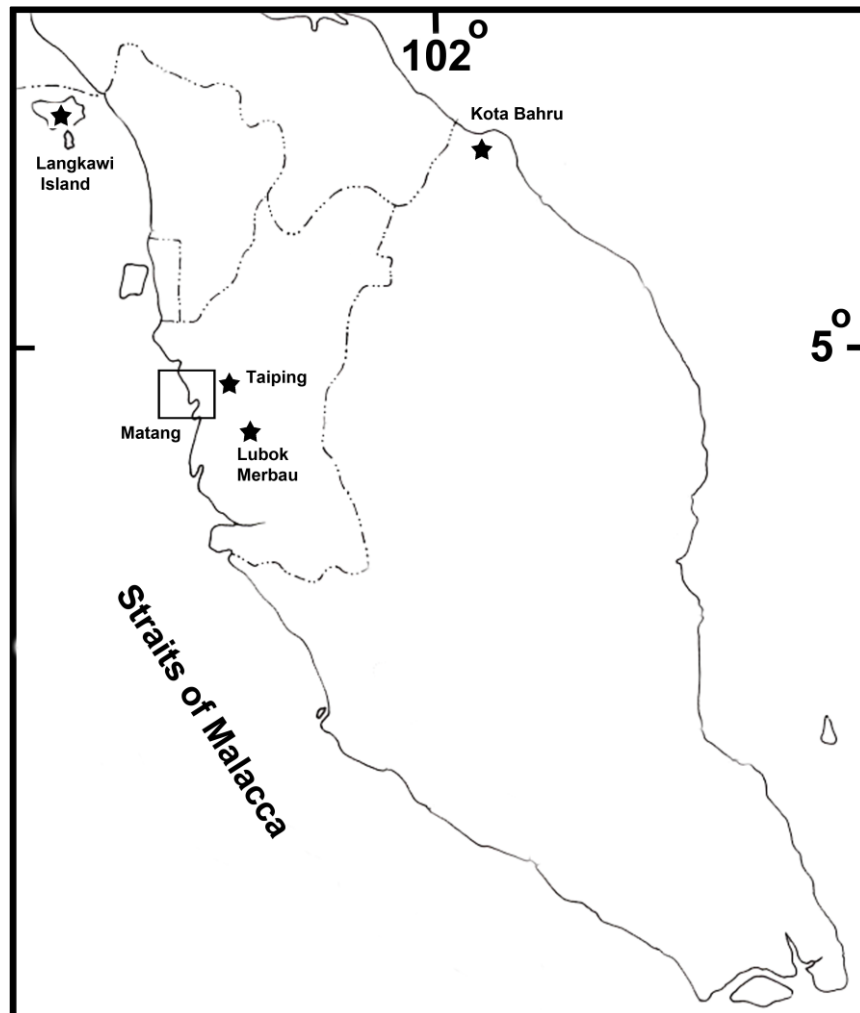 102°
Kota Bahru
Langkawi
Island
5°
Taiping
Matang
Lubok
Merbau
Straits of Malacca